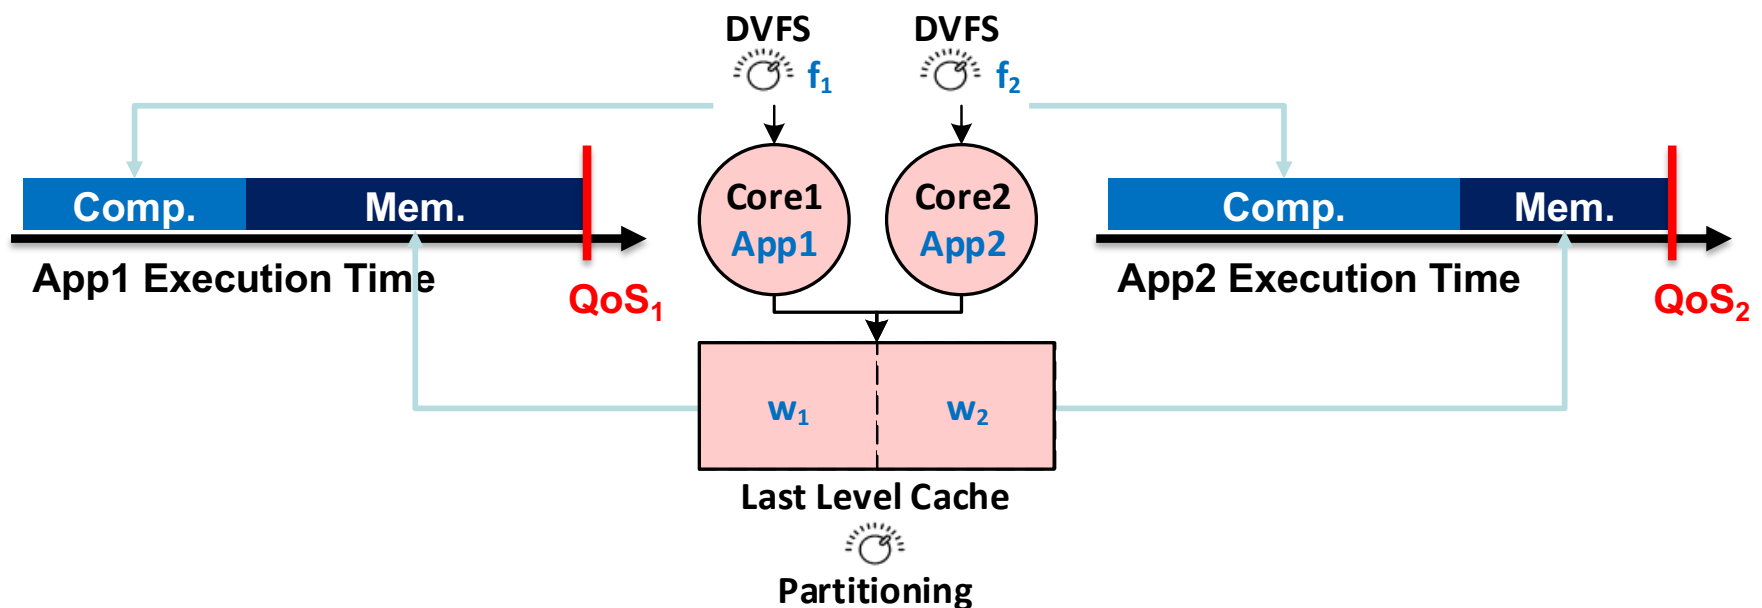 DVFS
DVFS
f1
f2
Comp.
Mem.
Core1
App1
Core2
App2
Comp.
Mem.
App1 Execution Time
QoS1
App2 Execution Time
QoS2
w1
w2
Last Level Cache
Partitioning